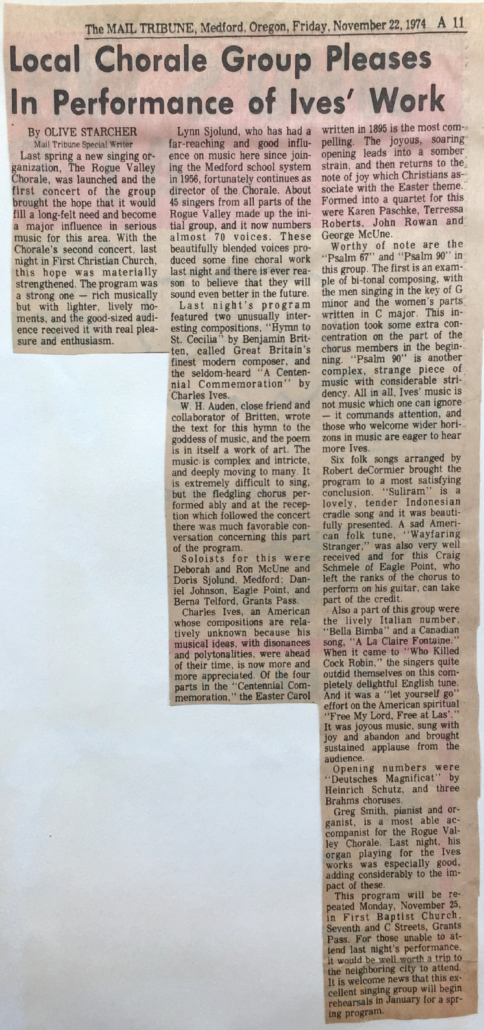 The MAIL TRIBUNE, Medford, Oregon, Friday, November 22, 1974 A 11
Local Chorale Group Pleases
In Performance of Ives' Work
By OLIVE STARCHER
Mail Tribune Special Writer
Last spring a new singing or-
ganization, The Rogue Valley
Chorale, was launched and the
first concert of the group
brought the hope that it would
fill a long-felt need and become
a major influence in serious
music for this area. With the
Chorale's second concert, last
night in First Christian Church,
this hope was materially
strengthened. The program was
a strong one — rich musically
but with lighter, lively mo-
ments, and the good-sized audi-
ence received it with real plea-
sure and enthusiasm.
Lynn Sjolund, who has had a
far-reaching and good influ-
ence on music here since join-
ing the Medford school system
in 1956, fortunately continues as
director of the Chorale. About
45 singers from all parts of the
Rogue Valley made up the ini-
tial group, and it now numbers
almost 70 voices. These
beautifully blended voices pro-
duced some fine choral work
last night and there is ever rea-
son to believe that they will
sound even better in the future.
Last night's program
featured two unusually inter-
esting compositions, "Hymn to
St. Cecilia" by Benjamin Brit-
ten, called Great Britain's
finest modern composer, and
the seldom-heard "A Centen-
nial Commemoration" by
Charles Ives.
W. H. Auden, close friend and
collaborator of Britten, wrote
the text for this hymn to the
goddess of music, and the poem
is in itself a work of art. The
music is complex and intricte,
and deeply moving to many. It
is extremely difficult to sing,
but the fledgling chorus per-
formed ably and at the recep-
tion which followed the concert
there was much favorable con-
versation concerning this part
of the program.
Soloists for this were
Deborah and Ron McUne and
Doris Sjolund, Medford; Dan-
iel Johnson, Eagle Point, and
Berna Telford, Grants Pass.
Charles Ives, an American
whose compositions are rela-
tively unknown because his
musical ideas, with disonances
and polytonalities, were ahead
of their time, is now more and
more appreciated. Of the four
parts in the "Centennial Com-
memoration," the Easter Carol
written in 1895 is the most com-
pelling. The joyous, soaring
opening leads into a somber
strain, and then returns to the
note of joy which Christians as-
sociate with the Easter theme.
Formed into a quartet for this
were Karen Paschke, Terressa
Roberts, John Rowan and
George McUne.
Worthy of note are the
"Psalm 67" and "Psalm 90" in
this group. The first is an exam-
ple of bi-tonal composing, with
the men singing in the key of G
minor and the women's parts
written in C major. This in-
novation took some extra con-
centration on the part of the
chorus members in the begin-
ning. "Psalm 90" is another
complex, strange piece of
music with considerable stri-
dency. All in all, Ives' music is
not music which one can ignore
— it commands attention, and
those who welcome wider hori-
zons in music are eager to hear
more Ives.
Six folk songs arranged by
Robert deCormier brought the
program to a most satisfying
conclusion. "Suliram" is a
lovely, tender Indonesian
cradle song and it was beauti-
fully presented. A sad Ameri-
can folk tune, "Wayfaring
Stranger," was also very well
received and for this Craig
Schmele of Eagle Point, who
left the ranks of the chorus to
perform on his guitar, can take
part of the credit.
Also a part of this group were
the lively Italian number,
"Bella Bimba" and a Canadian
song, "A La Claire Fontaine."
When it came to "Who Killed
Cock Robin," the singers quite
outdid themselves on this com-
pletely delightful English tune.
And it was a "let yourself go"
effort on the American spiritual
"Free My Lord, Free at Las'."
It was joyous music, sung with
joy and abandon and brought
sustained applause from the
audience.
Opening numbers were
"Deutsches Magnificat" by
Heinrich Schutz, and three
Brahms choruses.
Greg Smith, pianist and or-
ganist, is a most able ac-
companist for the Rogue Val-
ley Chorale. Last night, his
organ playing for the Ives
works was especially good,
adding considerably to the im-
pact of these.
This program will be re-
peated Monday, November 25,
in First Baptist Church,
Seventh and C Streets, Grants
Pass. For those unable to at-
tend last night's performance,
it would be well worth a trip to
the neighboring city to attend.
It is welcome news that this ex-
cellent singing group will begin
rehearsals in January for a spr-
ing program.